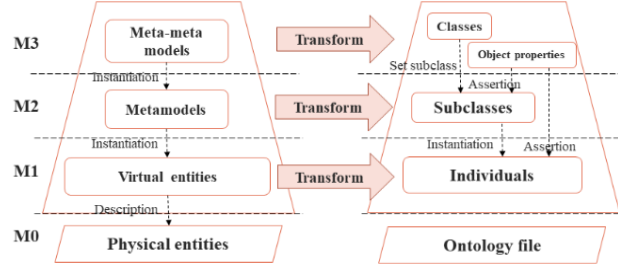 M3
Meta-meta
models
Transform
Classes
Object properties
Instantiation
Set subclass
Assertion
M2
Metamodels
Transform
Subclasses
Instantiation
Instantiation
Assertion
M1
Virtual entities
Transform
Individuals
Description
M0
Physical entities
Ontology file